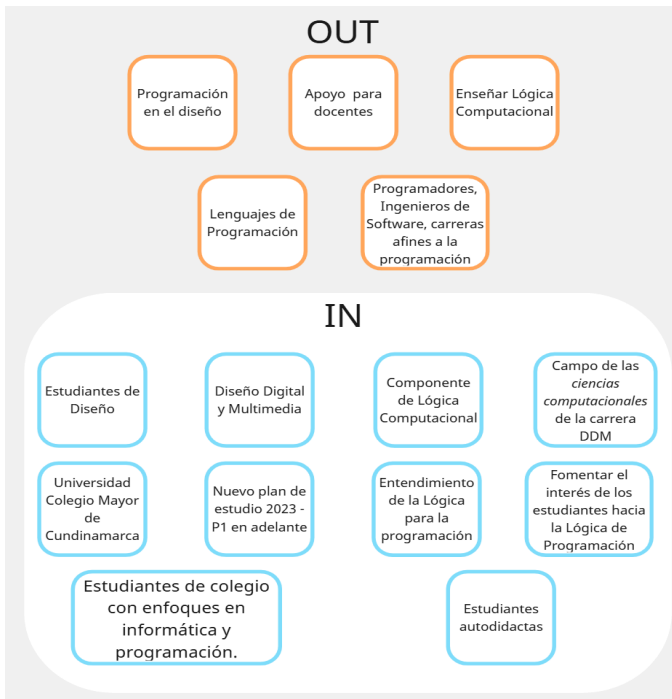 OUT
Programación
en el diseño
Apoyo para
docentes
Enseñar Lógica
Computacional
Lenguajes de
Programación
Programadores,
Ingenieros de
Software, carreras
afines a la
programación
IN
Estudiantes de
Diseño
Diseño Digital
y Multimedia
Componente
de Lógica
Computacional
Campo de las
ciencias
computacionales
de la carrera
DDM
Universidad
Colegio Mayor
de
Cundinamarca
Nuevo plan de
estudio 2023 -
P1 en adelante
Entendimiento
de la Lógica
para la
programación
Fomentar el
interés de los
estudiantes hacia
la Lógica de
Programación
Estudiantes de colegio
con enfoques en
informática y
programación.
Estudiantes
autodidactas